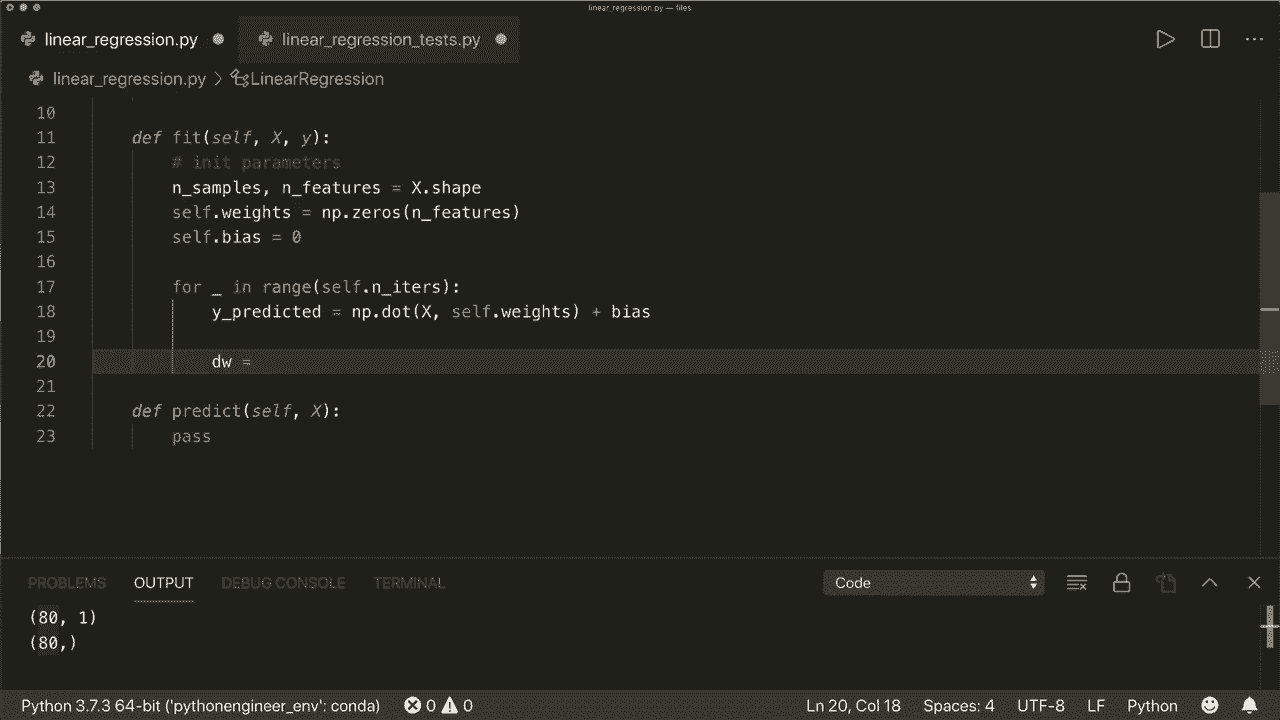 linear_regression.py — files
linear_regression.py linear_regression_tests.py
linear_regression.py > LinearRegression
10
11 def fit(self, X, y):
12 # init parameters
13 n_samples, n_features = X.shape
14 self.weights = np.zeros(n_features)
15 self.bias = 0
16
17 for _ in range(self.n_iters):
18 y_predicted = np.dot(X, self.weights) + bias
19
20 dw =
21
22 def predict(self, X):
23 pass
PROBLEMS OUTPUT DEBUG CONSOLE TERMINAL Code
(80, 1)
(80,)
Python 3.7.3 64-bit ('pythonengineer_env': conda) 0 0 Ln 20, Col 18 Spaces: 4 UTF-8 LF Python